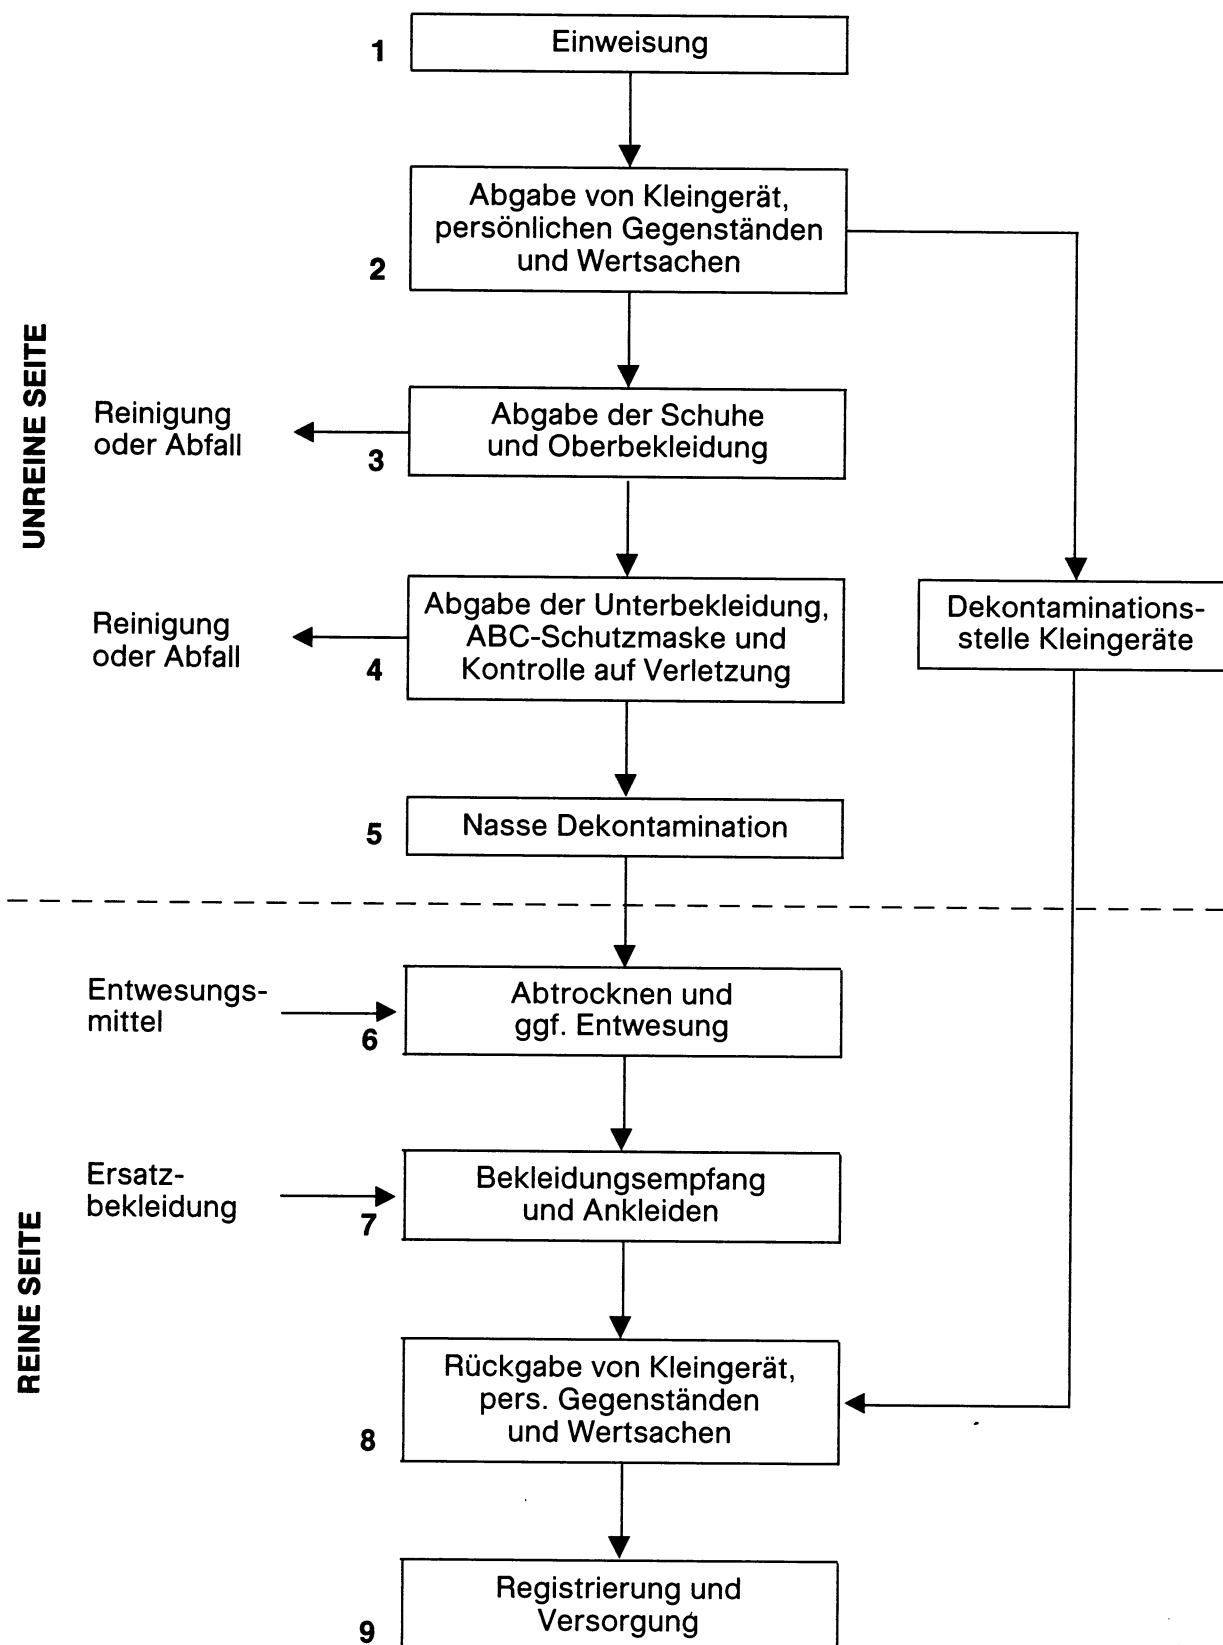 1
Einweisung
2
Abgabe von Kleingerät,
persönlichen Gegenständen
und Wertsachen
UNREINE SEITE
Reinigung
oder Abfall
3
Abgabe der Schuhe
und Oberbekleidung
Reinigung
oder Abfall
4
Abgabe der Unterbekleidung,
ABC-Schutzmaske und
Kontrolle auf Verletzung
Dekontaminations-
stelle Kleingeräte
5
Nasse Dekontamination
Entwesungs-
mittel
6
Abtrocknen und
ggf. Entwesung
REINE SEITE
Ersatz-
bekleidung
7
Bekleidungsempfang
und Ankleiden
8
Rückgabe von Kleingerät,
pers. Gegenständen
und Wertsachen
9
Registrierung und
Versorgung